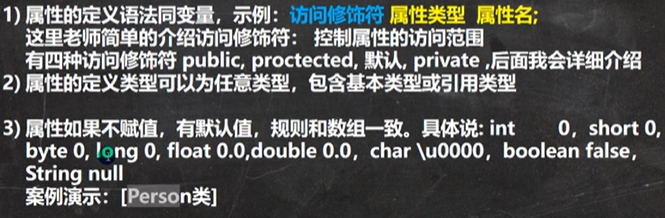 1) 属性的定义语法同变量，示例：访问修饰符 属性类型 属性名;
这里老师简单的介绍访问修饰符： 控制属性的访问范围
有四种访问修饰符 public, proctected, 默认, private ,后面我会详细介绍
2) 属性的定义类型可以为任意类型，包含基本类型或引用类型
3) 属性如果不赋值，有默认值，规则和数组一致。具体说: int 0，short 0,
byte 0, long 0, float 0.0,double 0.0，char \u0000，boolean false，
String null
案例演示：[Person类]